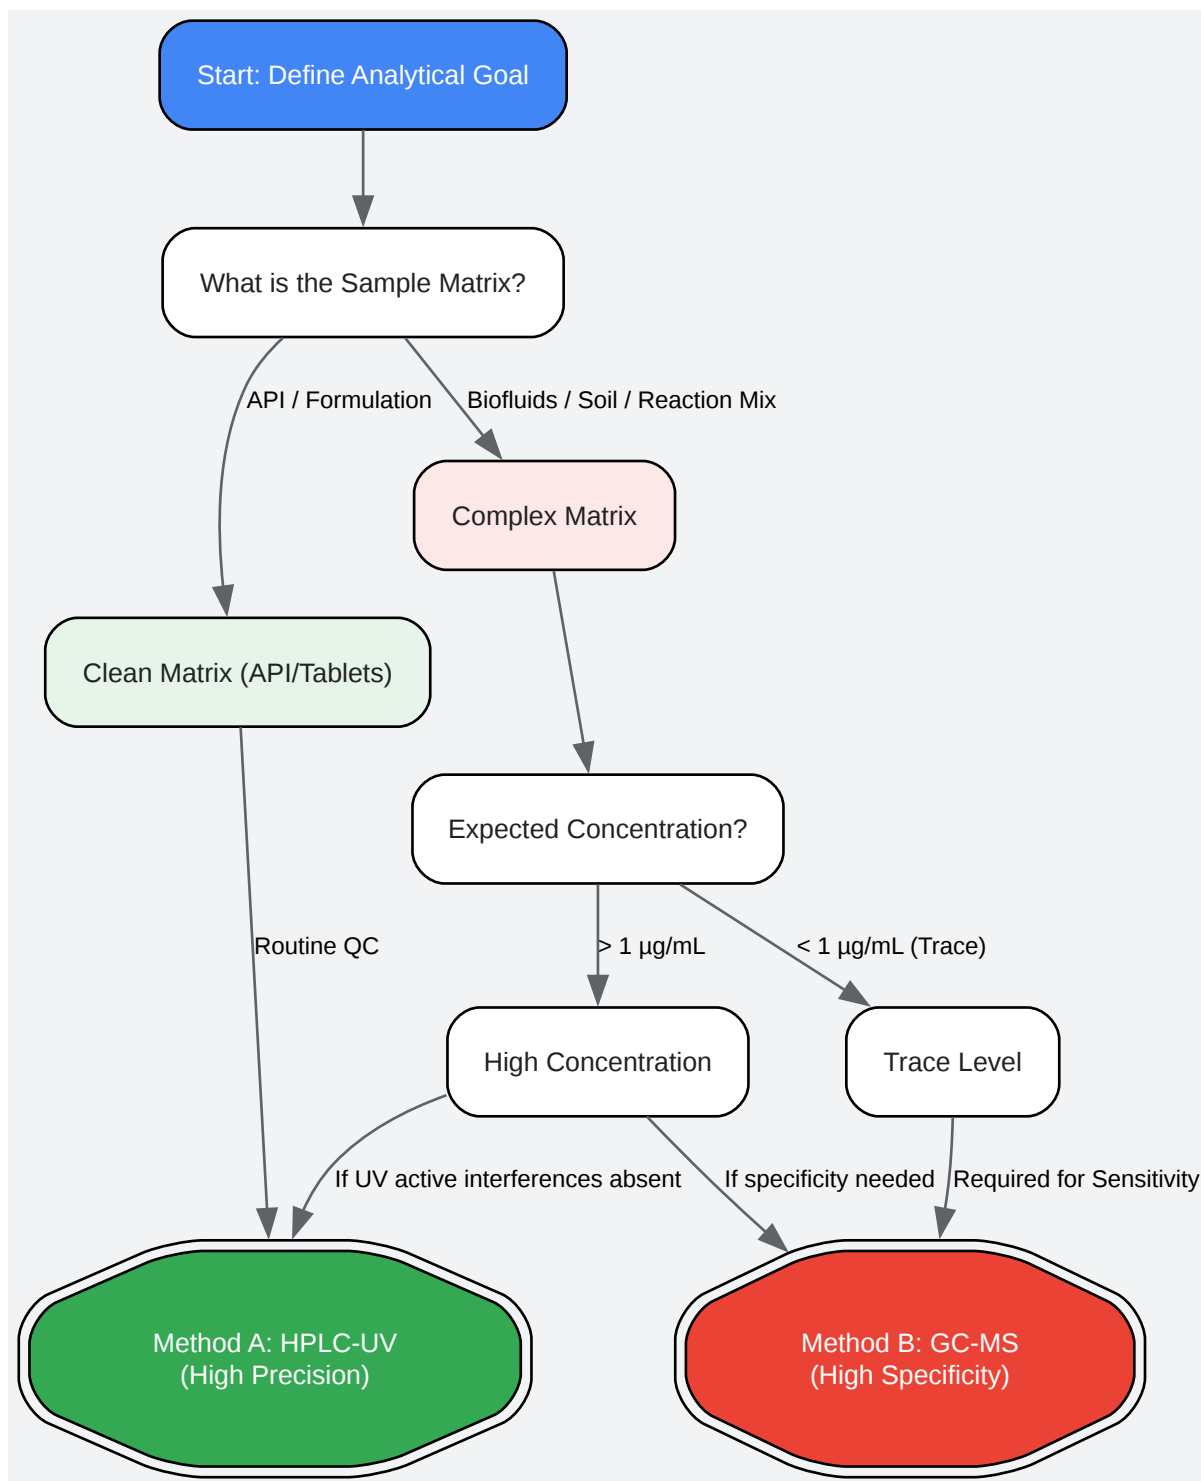 Start: Define Analytical Goal
What is the Sample Matrix?
API / Formulation
Biofluids / Soil / Reaction Mix
Complex Matrix
Clean Matrix (API/Tablets)
Expected Concentration?
Routine QC
> 1 µg/mL
< 1 µg/mL (Trace)
High Concentration
Trace Level
If UV active interferences absent
If specificity needed
Required for Sensitivity
Method A: HPLC-UV
(High Precision)
Method B: GC-MS
(High Specificity)